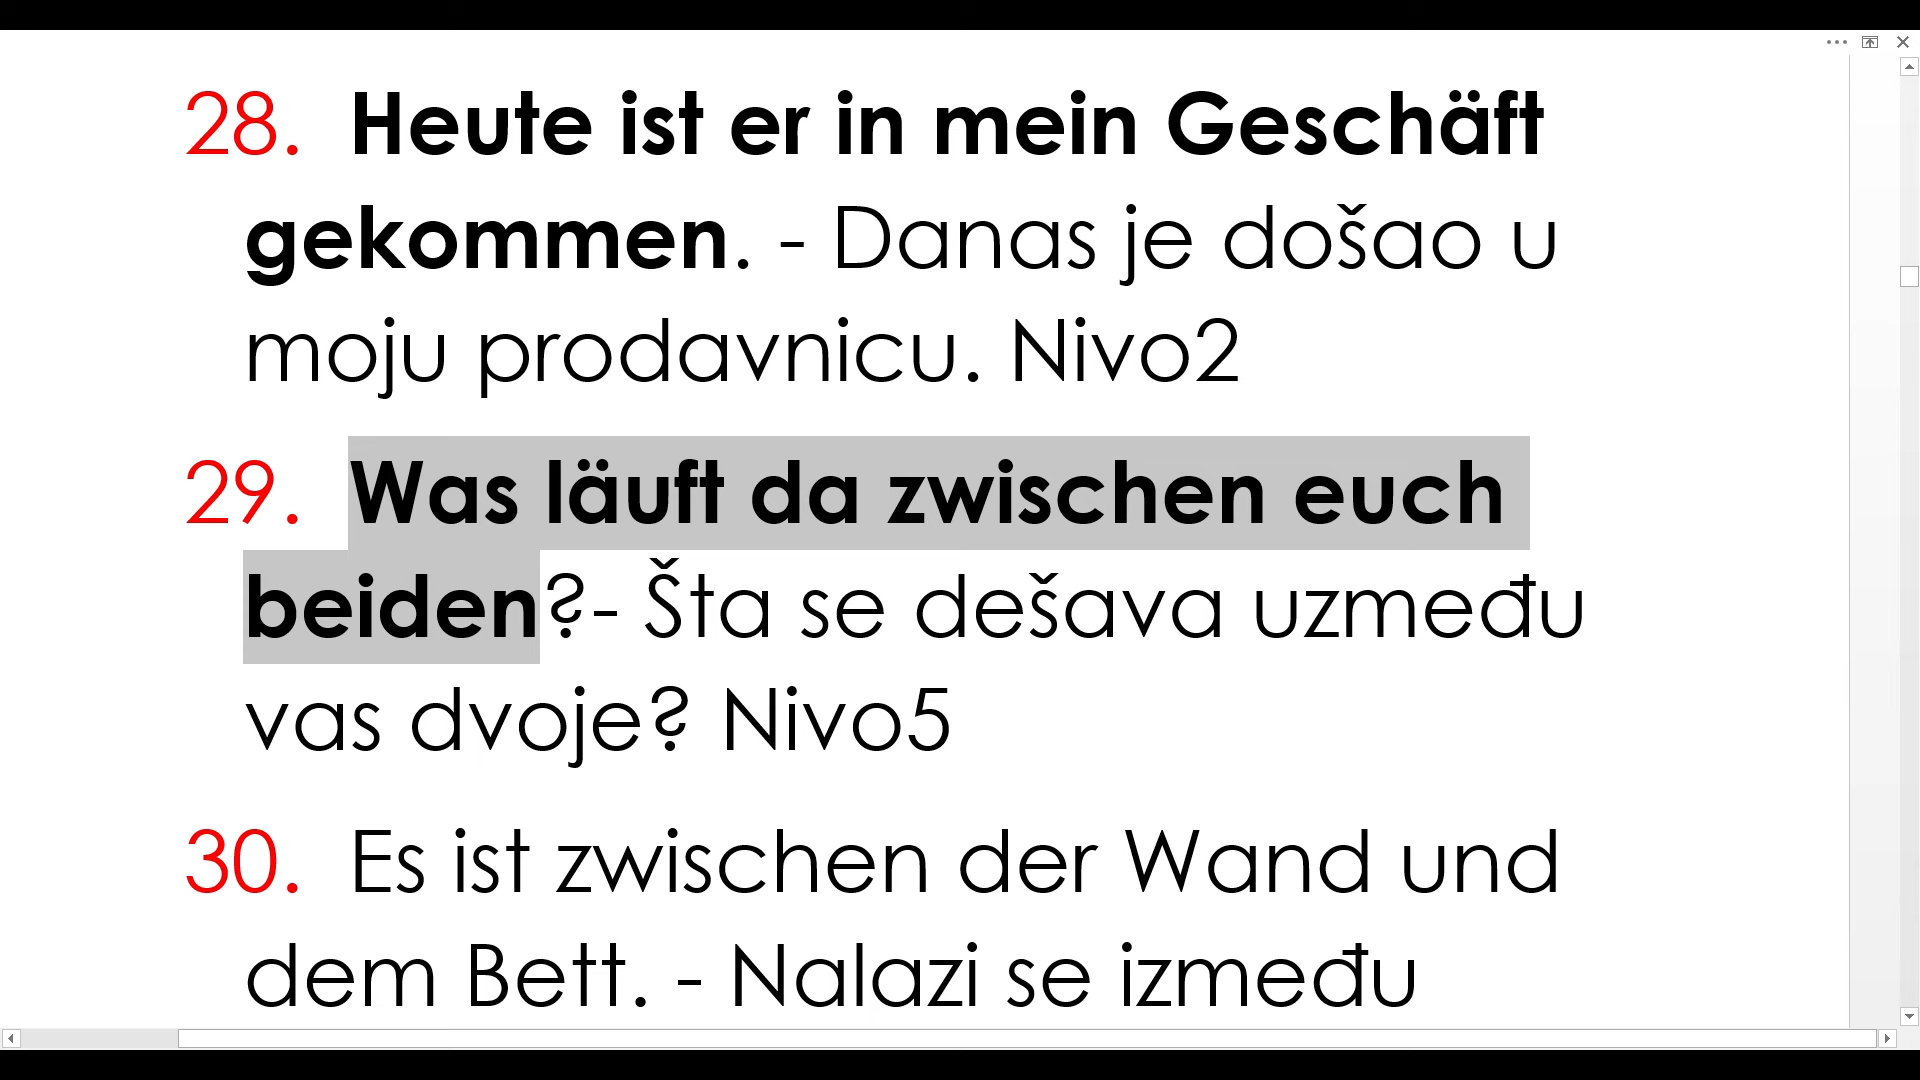 28. Heute ist er in mein Geschäft
gekommen. - Danas je došao u
moju prodavnicu. Nivo2
29. Was läuft da zwischen euch
beiden?- Šta se dešava uzmeđu
vas dvoje? Nivo5
30. Es ist zwischen der Wand und
dem Bett. - Nalazi se između